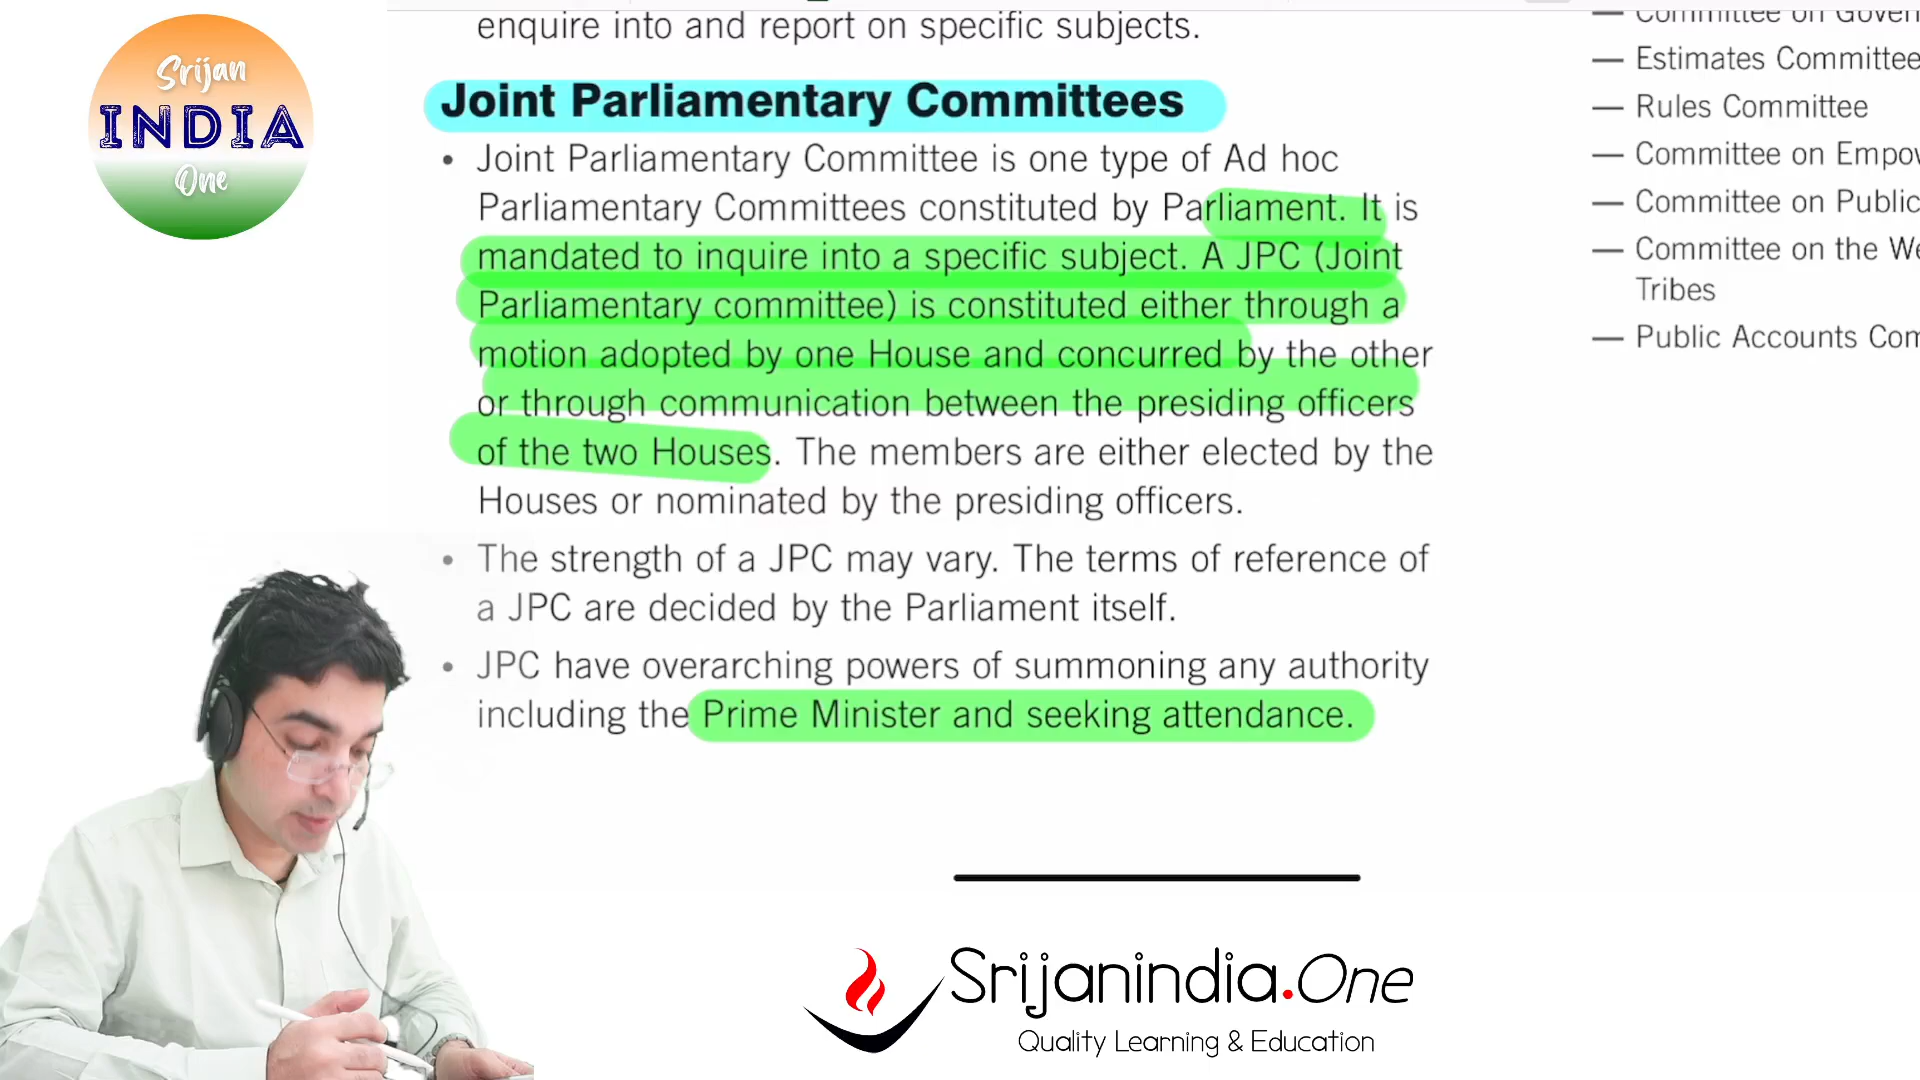 Srijan
INDIA
One
enquire into and report on specific subjects.
Joint Parliamentary Committees
• Joint Parliamentary Committee is one type of Ad hoc
Parliamentary Committees constituted by Parliament. It is
mandated to inquire into a specific subject. A JPC (Joint
Parliamentary committee) is constituted either through a
motion adopted by one House and concurred by the other
or through communication between the presiding officers
of the two Houses. The members are either elected by the
Houses or nominated by the presiding officers.
• The strength of a JPC may vary. The terms of reference of
a JPC are decided by the Parliament itself.
• JPC have overarching powers of summoning any authority
including the Prime Minister and seeking attendance.
— Committee on
— Estimates Committee
— Rules Committee
— Committee on
— Committee on Public
— Committee on the
Tribes
— Public Accounts
Srijanindia.One
Quality Learning & Education